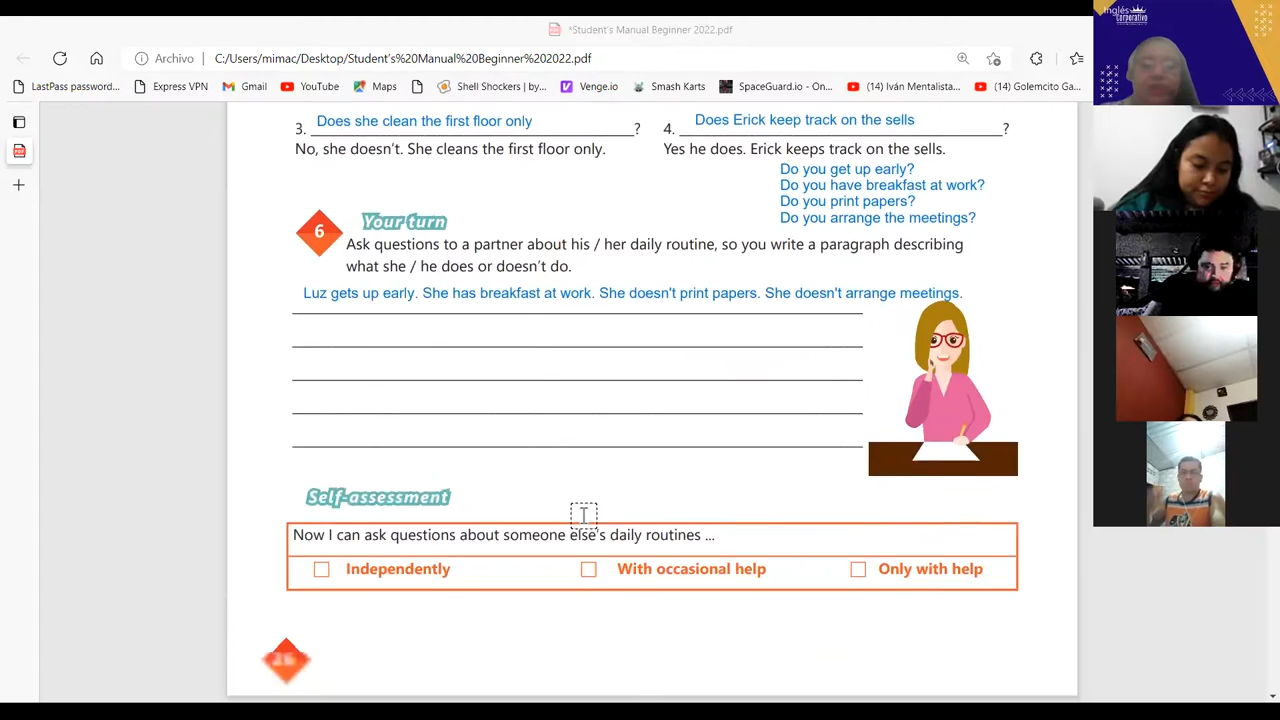 *Student's Manual Beginner 2022.pdf
Archivo
C:/Users/mimac/Desktop/Student's%20Manual%20Beginner%202022.pdf
LastPass password...
Express VPN
Gmail
YouTube
Maps
Shell Shockers | by...
Venge.io
Smash Karts
SpaceGuard.io - On...
(14) Iván Mentalista...
(14) Golemcito Ga...
Inglés
Corporativo
3. Does she clean the first floor only ?
No, she doesn't. She cleans the first floor only.
4. Does Erick keep track on the sells ?
Yes he does. Erick keeps track on the sells.
Do you get up early?
Do you have breakfast at work?
Do you print papers?
Do you arrange the meetings?
6 Your turn
Ask questions to a partner about his / her daily routine, so you write a paragraph describing
what she / he does or doesn't do.
Luz gets up early. She has breakfast at work. She doesn't print papers. She doesn't arrange meetings.
Self-assessment
Now I can ask questions about someone else's daily routines ...
Independently
With occasional help
Only with help
26